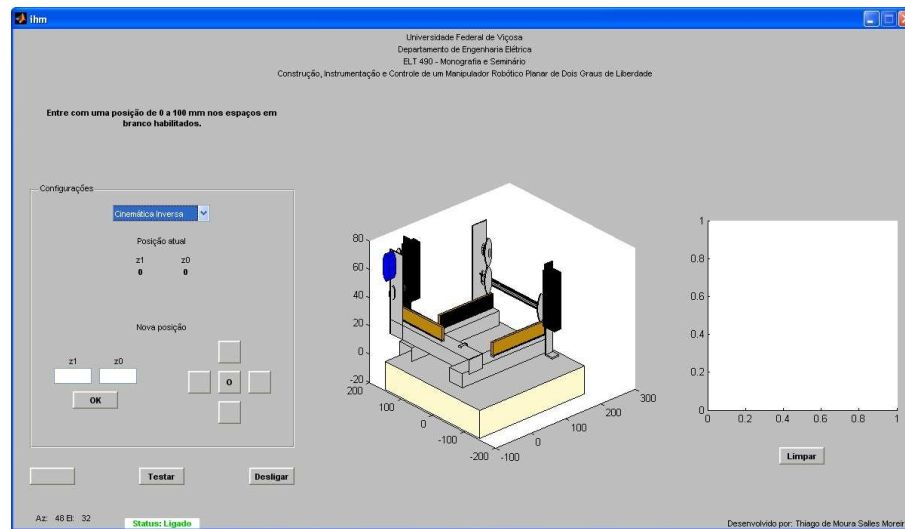 ihm
Universidade Federal de Viçosa
Departamento de Engenharia Elétrica
ELT 490 - Monografia e Seminário
Construção, Instrumentação e Controle de um Manipulador Robótico Planar de Dois Graus de Liberdade
Entre com uma posição de 0 a 100 mm nos espaços em
branco habilitados.
Configurações
Cinemática Inversa
Posição atual
z1 z0
0 0
Nova posição
z1 z0
OK
O
Testar
Desligar
Az: 48 El: 32
Status: Ligado
80
60
40
20
0
-20
200
100
0
-100
-200
-100
0
100
200
300
1
0.8
0.6
0.4
0.2
0
0 0.2 0.4 0.6 0.8 1
Limpar
Desenvolvido por: Thiago de Moura Salles Moreir